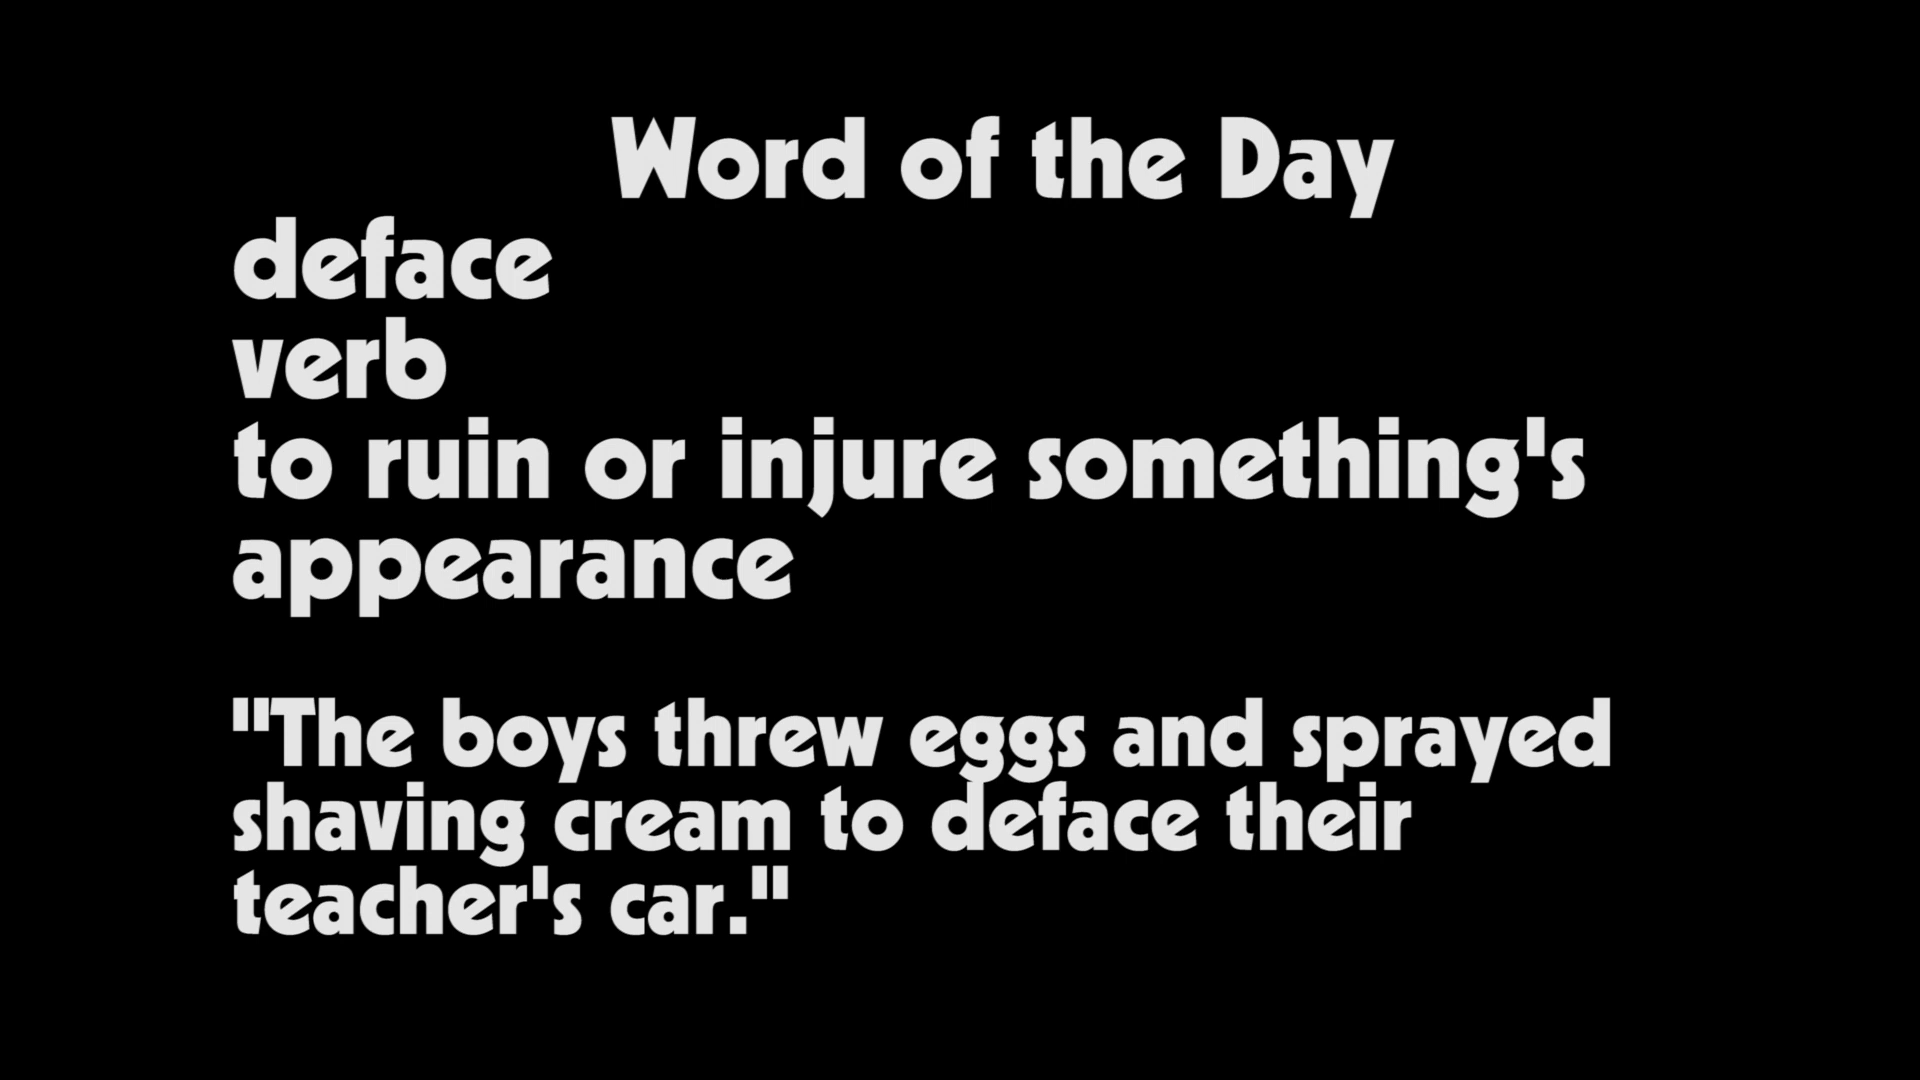 Word of the Day
deface
verb
to ruin or injure something's
appearance
"The boys threw eggs and sprayed
shaving cream to deface their
teacher's car."